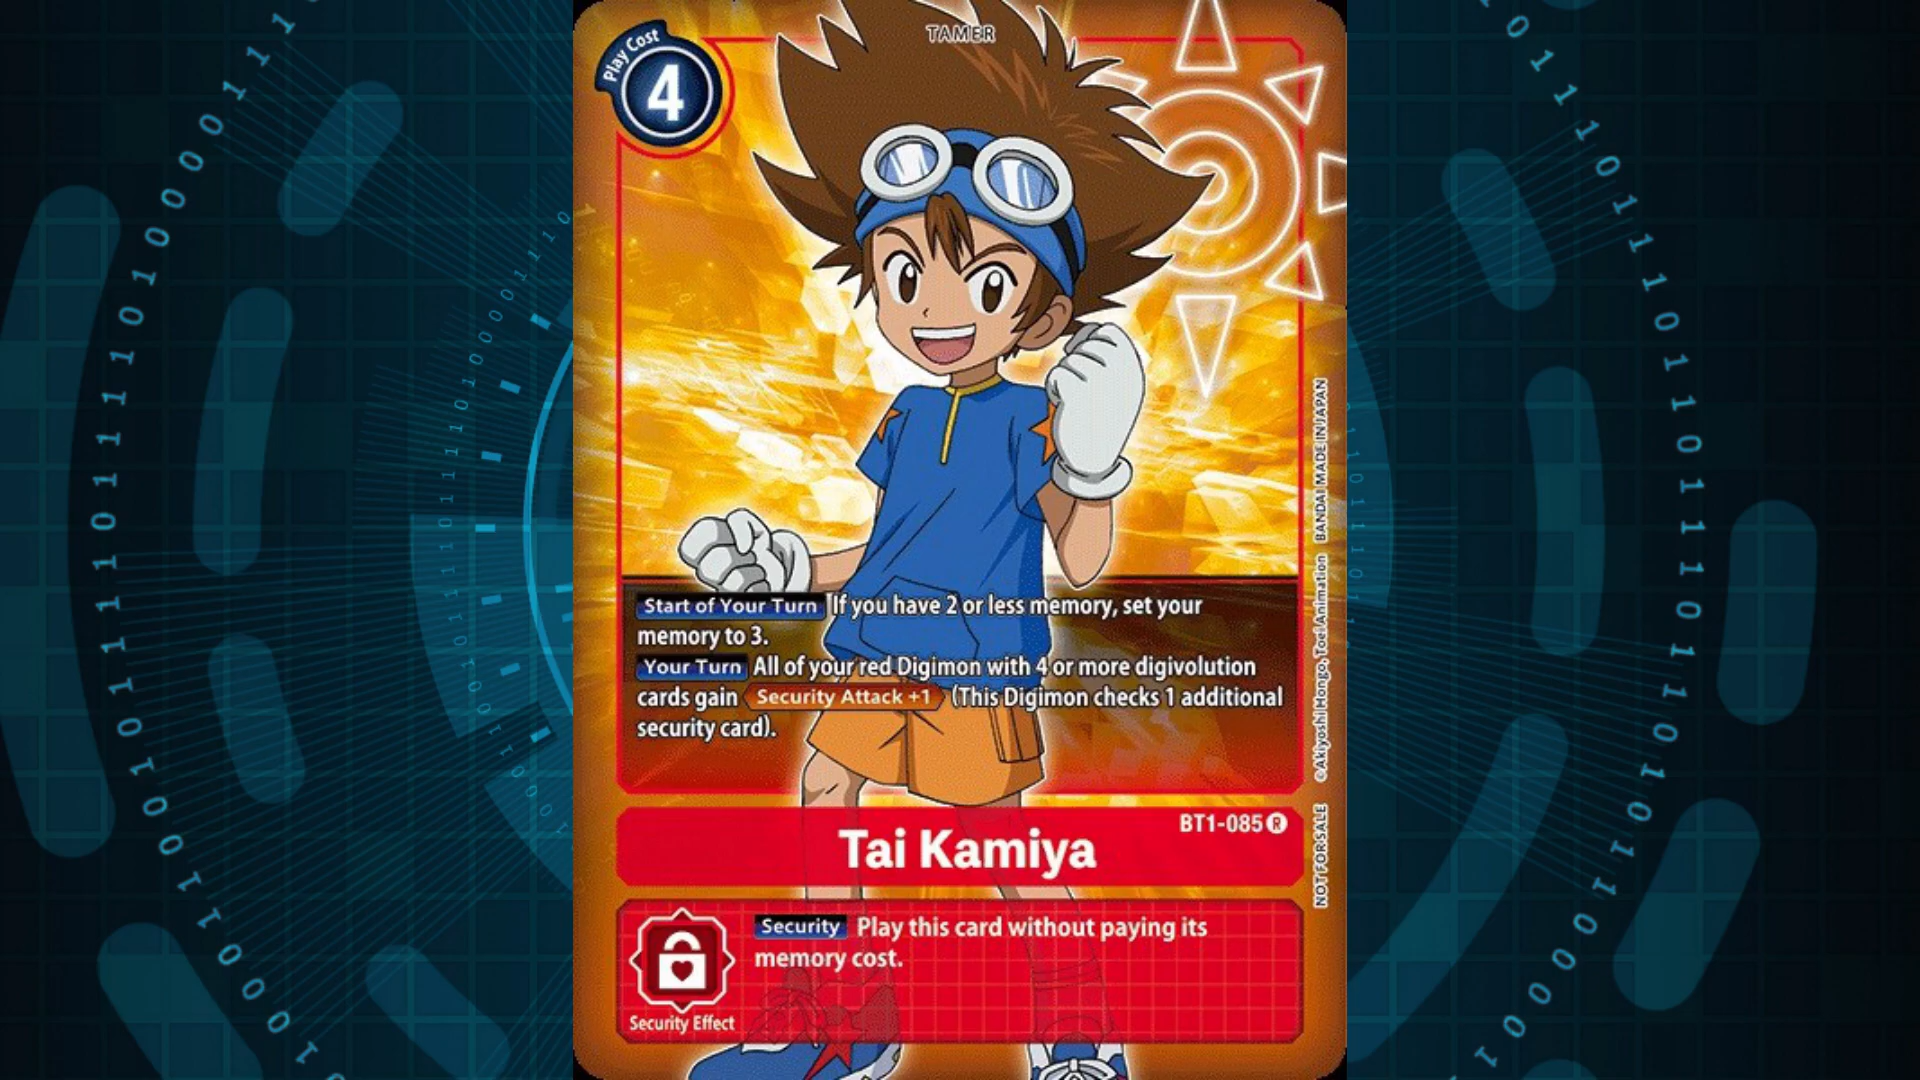 TAMER
Play Cost
4
Start of Your Turn If you have 2 or less memory, set your
memory to 3.
Your Turn All of your red Digimon with 4 or more digivolution
cards gain Security Attack +1 (This Digimon checks 1 additional
security card).
©Akiyoshi Hongo, Toei Animation BANDAI MADE IN JAPAN
NOT FOR SALE
BT1-085 R
Tai Kamiya
Security Play this card without paying its
memory cost.
Security Effect